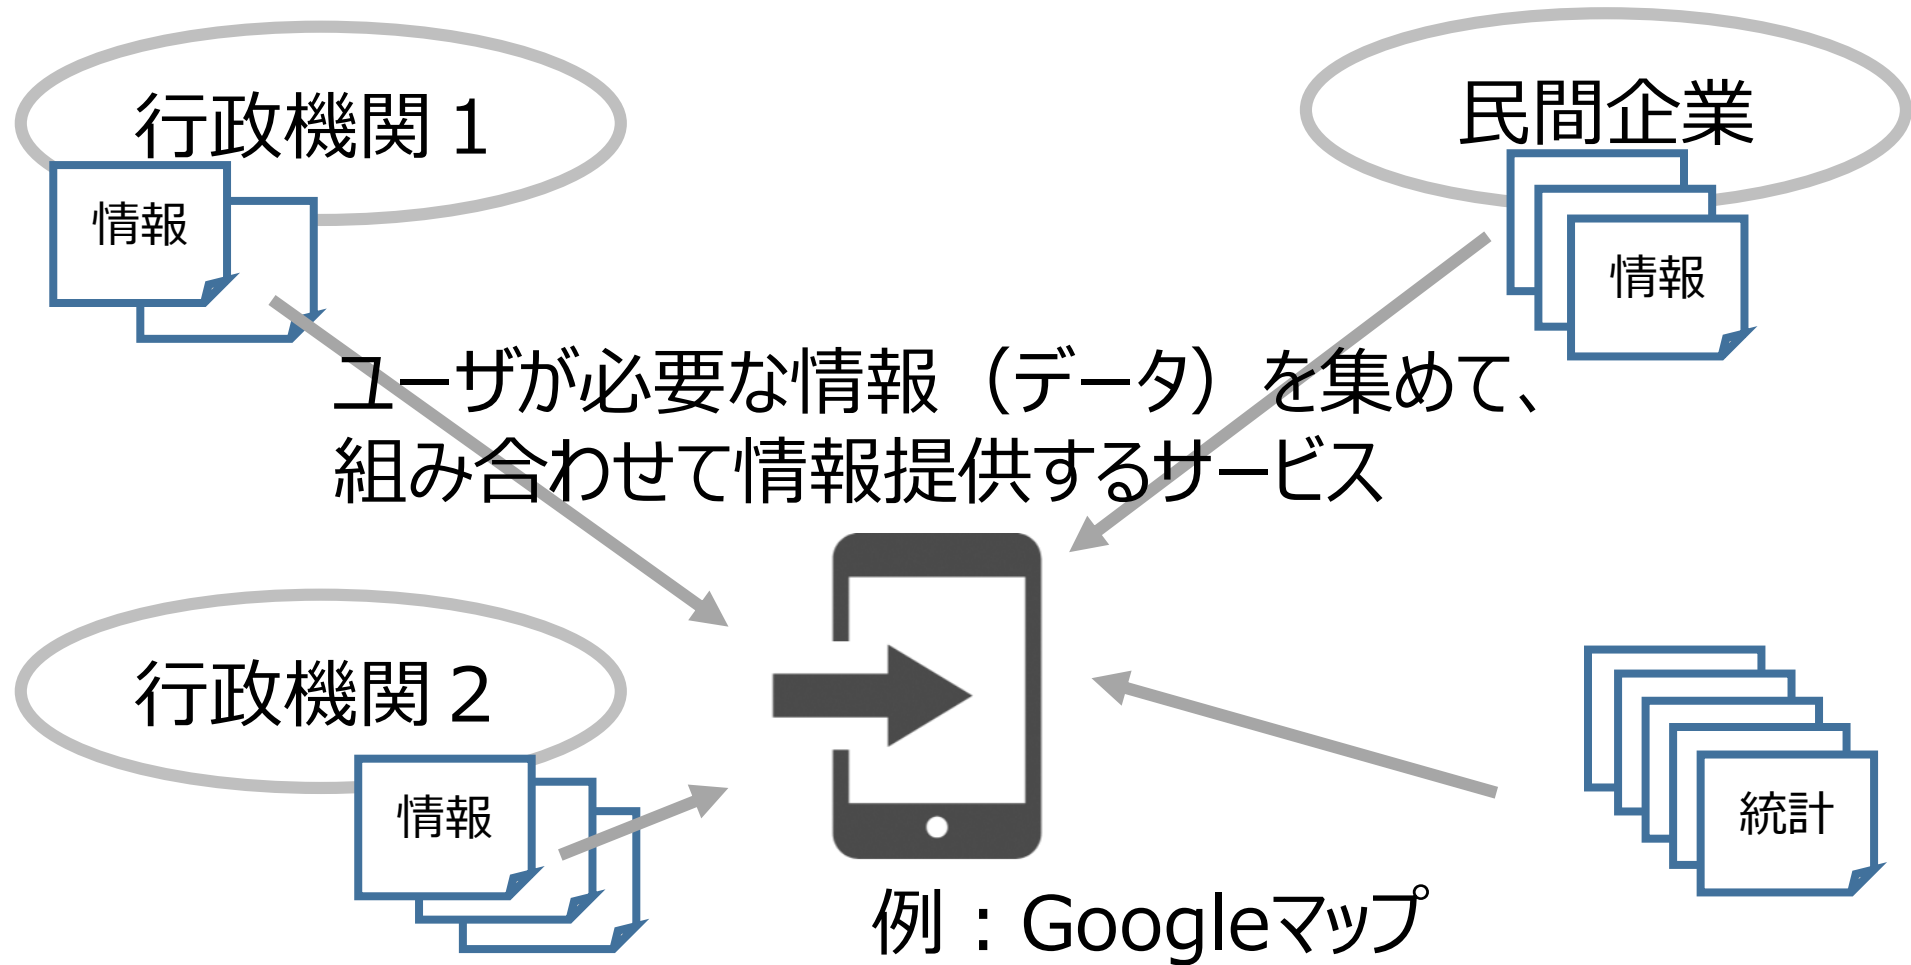 行政機関１
民間企業
情報
情報
ユーザが必要な情報（データ）を集めて、
組み合わせて情報提供するサービス
行政機関２
情報
統計
例：Googleマップ